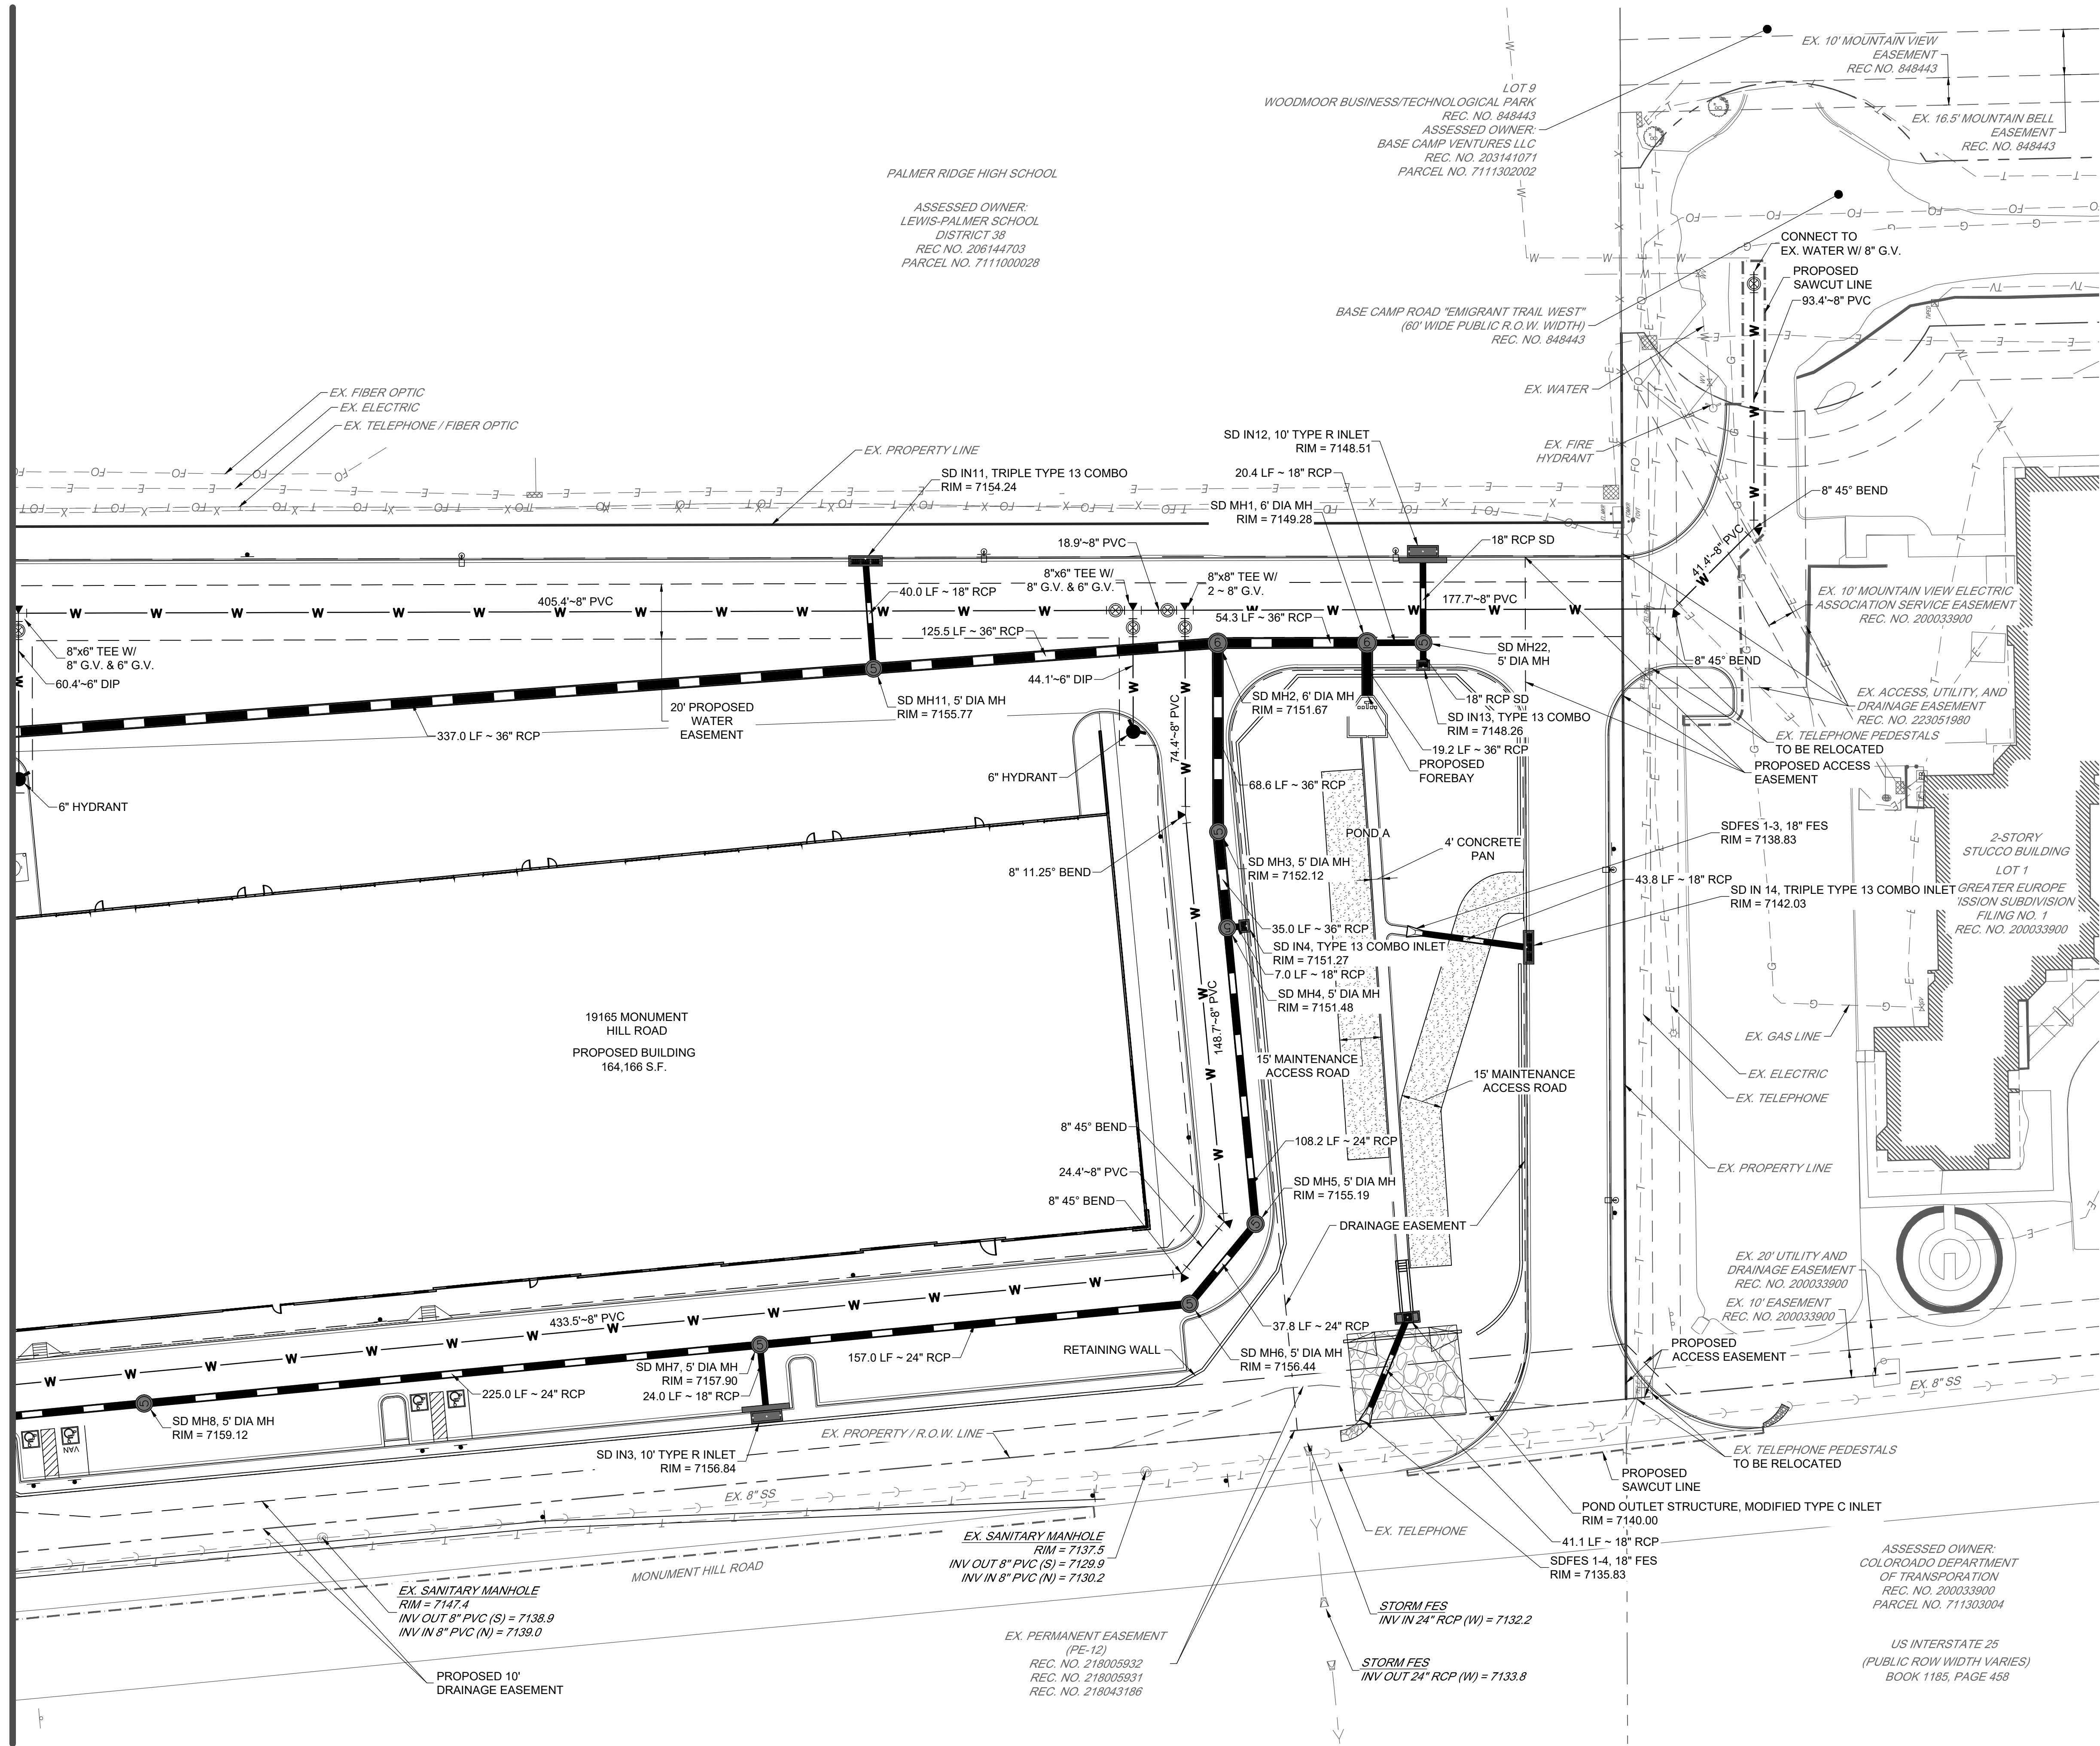 EX. 10' MOUNTAIN VIEW
EASEMENT
REC NO. 848443
LOT 9
WOODMOOR BUSINESS/TECHNOLOGICAL PARK
REC. NO. 848443
ASSESSED OWNER:
BASE CAMP VENTURES LLC
REC. NO. 203141071
PARCEL NO. 7111302002
EX. 16.5' MOUNTAIN BELL
EASEMENT
REC. NO. 848443
PALMER RIDGE HIGH SCHOOL
ASSESSED OWNER:
LEWIS-PALMER SCHOOL
DISTRICT 38
REC NO. 206144703
PARCEL NO. 7111000028
CONNECT TO
EX. WATER W/ 8" G.V.
PROPOSED
SAWCUT LINE
93.4'~8" PVC
BASE CAMP ROAD "EMIGRANT TRAIL WEST"
(60' WIDE PUBLIC R.O.W. WIDTH)
REC. NO. 848443
EX. WATER
EX. FIRE
HYDRANT
EX. FIBER OPTIC
EX. ELECTRIC
EX. TELEPHONE / FIBER OPTIC
EX. PROPERTY LINE
SD IN11, TRIPLE TYPE 13 COMBO
RIM = 7154.24
SD IN12, 10' TYPE R INLET
RIM = 7148.51
20.4 LF ~ 18" RCP
SD MH1, 6' DIA MH
RIM = 7149.28
8" 45° BEND
18" RCP SD
18.9'~8" PVC
41.4'~8" PVC
8"x6" TEE W/
8" G.V. & 6" G.V.
8"x8" TEE W/
2 ~ 8" G.V.
405.4'~8" PVC
40.0 LF ~ 18" RCP
177.7'~8" PVC
54.3 LF ~ 36" RCP
125.5 LF ~ 36" RCP
EX. 10' MOUNTAIN VIEW ELECTRIC
ASSOCIATION SERVICE EASEMENT
REC. NO. 200033900
8"x6" TEE W/
8" G.V. & 6" G.V.
60.4'~6" DIP
SD MH22,
5' DIA MH
8" 45° BEND
44.1'~6" DIP
SD MH11, 5' DIA MH
RIM = 7155.77
SD MH2, 6' DIA MH
RIM = 7151.67
18" RCP SD
SD IN13, TYPE 13 COMBO
RIM = 7148.26
EX. ACCESS, UTILITY, AND
DRAINAGE EASEMENT
REC. NO. 223051980
20' PROPOSED
WATER
EASEMENT
337.0 LF ~ 36" RCP
74.4'~8" PVC
19.2 LF ~ 36" RCP
PROPOSED
FOREBAY
EX. TELEPHONE PEDESTALS
TO BE RELOCATED
PROPOSED ACCESS
EASEMENT
6" HYDRANT
6" HYDRANT
68.6 LF ~ 36" RCP
POND A
SDFES 1-3, 18" FES
RIM = 7138.83
4' CONCRETE
PAN
2-STORY
STUCCO BUILDING
LOT 1
GREATER EUROPE
ISSION SUBDIVISION
FILING NO. 1
REC. NO. 200033900
8" 11.25° BEND
SD MH3, 5' DIA MH
RIM = 7152.12
43.8 LF ~ 18" RCP
SD IN 14, TRIPLE TYPE 13 COMBO INLET
RIM = 7142.03
35.0 LF ~ 36" RCP
SD IN4, TYPE 13 COMBO INLET
RIM = 7151.27
7.0 LF ~ 18" RCP
SD MH4, 5' DIA MH
RIM = 7151.48
148.7'~8" PVC
19165 MONUMENT
HILL ROAD
PROPOSED BUILDING
164,166 S.F.
15' MAINTENANCE
ACCESS ROAD
15' MAINTENANCE
ACCESS ROAD
EX. GAS LINE
EX. ELECTRIC
EX. TELEPHONE
8" 45° BEND
108.2 LF ~ 24" RCP
24.4'~8" PVC
EX. PROPERTY LINE
SD MH5, 5' DIA MH
RIM = 7155.19
8" 45° BEND
DRAINAGE EASEMENT
EX. 20' UTILITY AND
DRAINAGE EASEMENT
REC. NO. 200033900
EX. 10' EASEMENT
REC. NO. 200033900
433.5'~8" PVC
37.8 LF ~ 24" RCP
157.0 LF ~ 24" RCP
RETAINING WALL
SD MH6, 5' DIA MH
RIM = 7156.44
PROPOSED
ACCESS EASEMENT
SD MH7, 5' DIA MH
RIM = 7157.90
24.0 LF ~ 18" RCP
225.0 LF ~ 24" RCP
EX. 8" SS
SD MH8, 5' DIA MH
RIM = 7159.12
VAN
EX. PROPERTY / R.O.W. LINE
SD IN3, 10' TYPE R INLET
RIM = 7156.84
EX. TELEPHONE PEDESTALS
TO BE RELOCATED
PROPOSED
SAWCUT LINE
EX. 8" SS
POND OUTLET STRUCTURE, MODIFIED TYPE C INLET
RIM = 7140.00
EX. TELEPHONE
EX. SANITARY MANHOLE
RIM = 7137.5
INV OUT 8" PVC (S) = 7129.9
INV IN 8" PVC (N) = 7130.2
41.1 LF ~ 18" RCP
SDFES 1-4, 18" FES
RIM = 7135.83
MONUMENT HILL ROAD
ASSESSED OWNER:
COLOROADO DEPARTMENT
OF TRANSPORATION
REC. NO. 200033900
PARCEL NO. 711303004
EX. SANITARY MANHOLE
RIM = 7147.4
INV OUT 8" PVC (S) = 7138.9
INV IN 8" PVC (N) = 7139.0
STORM FES
INV IN 24" RCP (W) = 7132.2
EX. PERMANENT EASEMENT
(PE-12)
REC. NO. 218005932
REC. NO. 218005931
REC. NO. 218043186
STORM FES
INV OUT 24" RCP (W) = 7133.8
US INTERSTATE 25
(PUBLIC ROW WIDTH VARIES)
BOOK 1185, PAGE 458
PROPOSED 10'
DRAINAGE EASEMENT